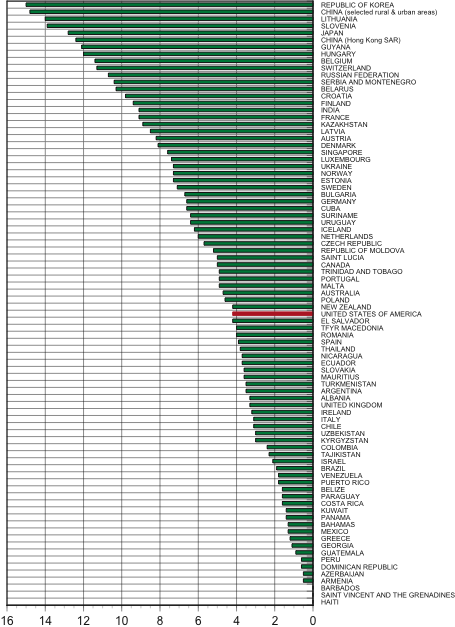 REPUBLIC OF KOREA
CHINA (selected rural & urban areas)
LITHUANIA
SLOVENIA
JAPAN
CHINA (Hong Kong SAR)
GUYANA
HUNGARY
BELGIUM
SWITZERLAND
RUSSIAN FEDERATION
SERBIA AND MONTENEGRO
BELARUS
CROATIA
FINLAND
INDIA
FRANCE
KAZAKHSTAN
LATVIA
AUSTRIA
DENMARK
SINGAPORE
LUXEMBOURG
UKRAINE
NORWAY
ESTONIA
SWEDEN
BULGARIA
GERMANY
CUBA
SURINAME
URUGUAY
ICELAND
NETHERLANDS
CZECH REPUBLIC
REPUBLIC OF MOLDOVA
SAINT LUCIA
CANADA
TRINIDAD AND TOBAGO
PORTUGAL
MALTA
AUSTRALIA
POLAND
NEW ZEALAND
UNITED STATES OF AMERICA
EL SALVADOR
TFYR MACEDONIA
ROMANIA
SPAIN
THAILAND
NICARAGUA
ECUADOR
SLOVAKIA
MAURITIUS
TURKMENISTAN
ARGENTINA
ALBANIA
UNITED KINGDOM
IRELAND
ITALY
CHILE
UZBEKISTAN
KYRGYZSTAN
COLOMBIA
TAJIKISTAN
ISRAEL
BRAZIL
VENEZUELA
PUERTO RICO
BELIZE
PARAGUAY
COSTA RICA
KUWAIT
PANAMA
BAHAMAS
MEXICO
GREECE
GEORGIA
GUATEMALA
PERU
DOMINICAN REPUBLIC
AZERBAIJAN
ARMENIA
BARBADOS
SAINT VINCENT AND THE GRENADINES
HAITI
16 14 12 10 8 6 4 2 0